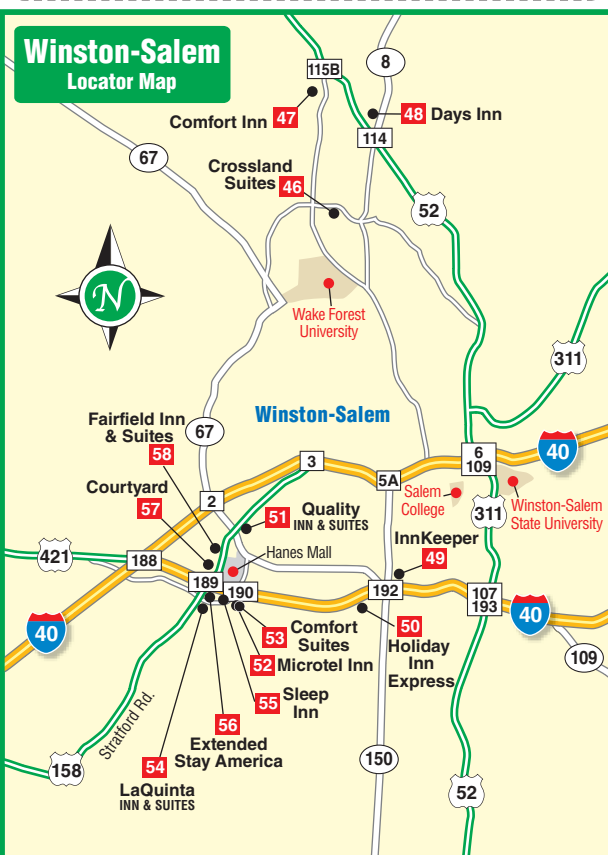 Winston-Salem
Locator Map
115B
8
Comfort Inn 47
48 Days Inn
114
67
Crossland
Suites 46
52
N
Wake Forest
University
311
Winston-Salem
Fairfield Inn
& Suites
58
67
3
6
109
40
5A
Courtyard
57
2
Salem
College
Winston-Salem
State University
51 Quality
INN & SUITES
311
Hanes Mall
InnKeeper
49
421
188
189
190
192
107
193
40
40
53 Comfort
Suites
50
Holiday
Inn
Express
52 Microtel Inn
109
55 Sleep
Inn
56
Extended
Stay America
Stratford Rd.
54
LaQuinta
INN & SUITES
158
150
52